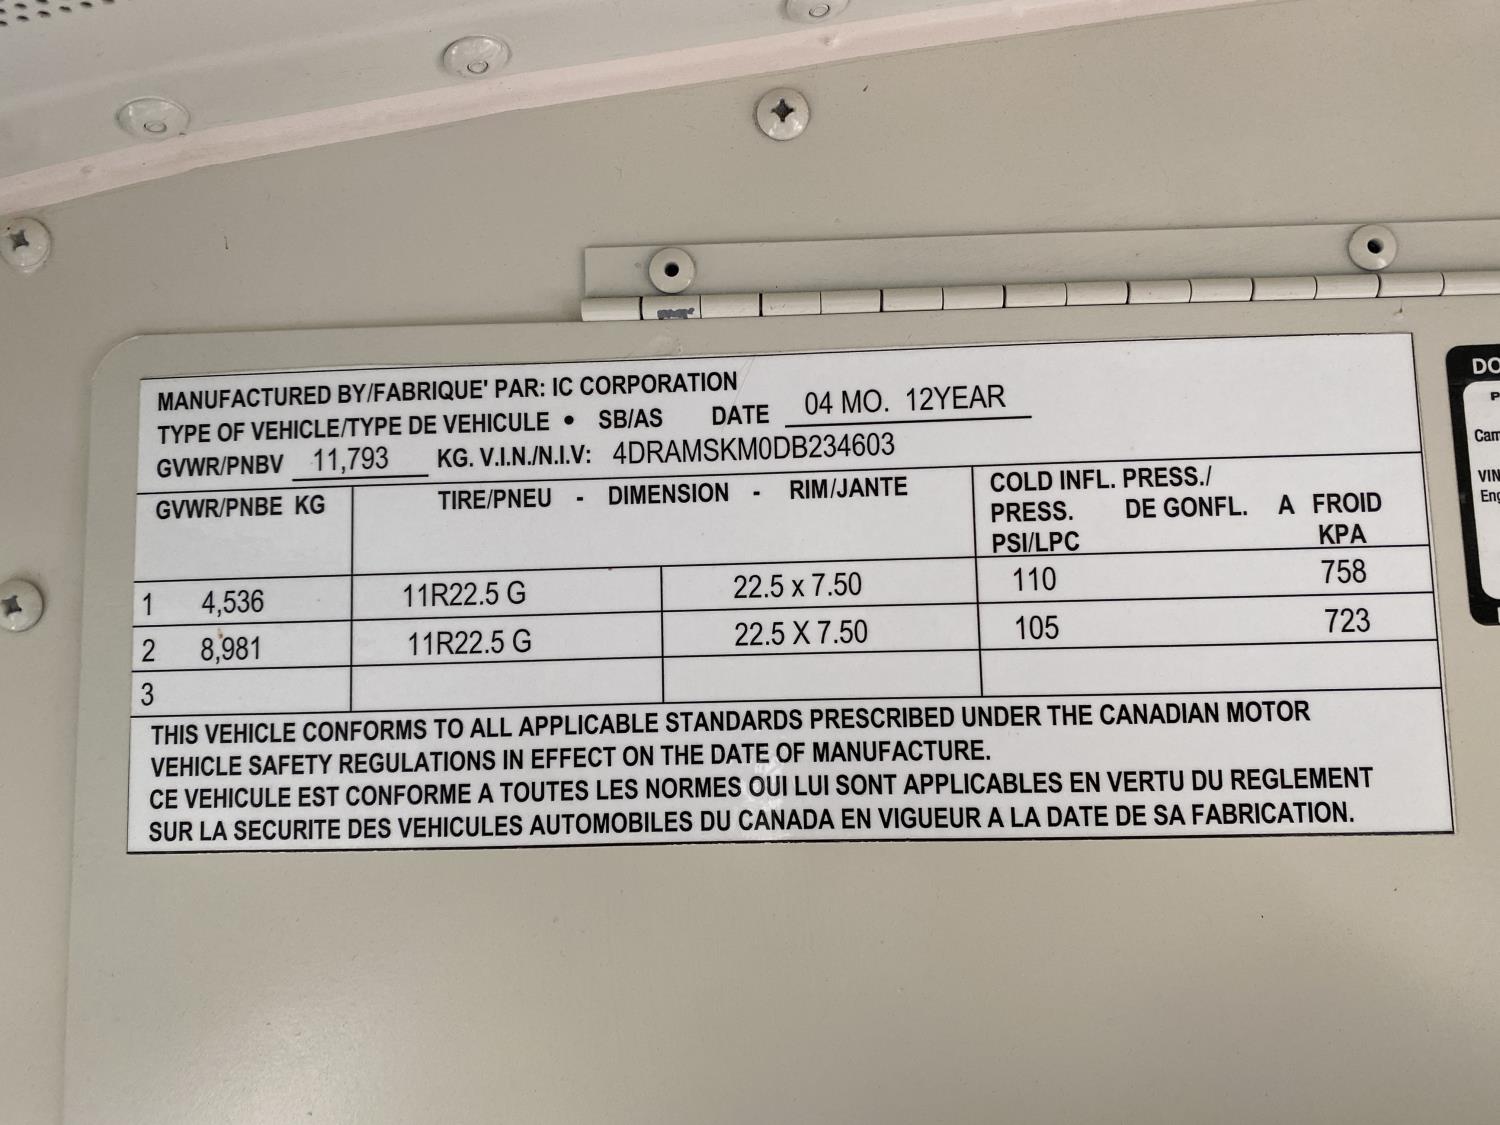 MANUFACTURED BY/FABRIQUE' PAR: IC CORPORATION
TYPE OF VEHICLE/TYPE DE VEHICULE • SB/AS DATE 04 MO. 12YEAR
GVWR/PNBV 11,793 KG. V.I.N./N.I.V: 4DRAMSKM0DB234603
GVWR/PNBE KG TIRE/PNEU - DIMENSION - RIM/JANTE COLD INFL. PRESS./
PRESS. DE GONFL. A FROID
PSI/LPC KPA
1 4,536 11R22.5 G 22.5 x 7.50 110 758
2 8,981 11R22.5 G 22.5 X 7.50 105 723
3
THIS VEHICLE CONFORMS TO ALL APPLICABLE STANDARDS PRESCRIBED UNDER THE CANADIAN MOTOR
VEHICLE SAFETY REGULATIONS IN EFFECT ON THE DATE OF MANUFACTURE.
CE VEHICULE EST CONFORME A TOUTES LES NORMES OUI LUI SONT APPLICABLES EN VERTU DU REGLEMENT
SUR LA SECURITE DES VEHICULES AUTOMOBILES DU CANADA EN VIGUEUR A LA DATE DE SA FABRICATION.
DO
Cam
VIN
Eng